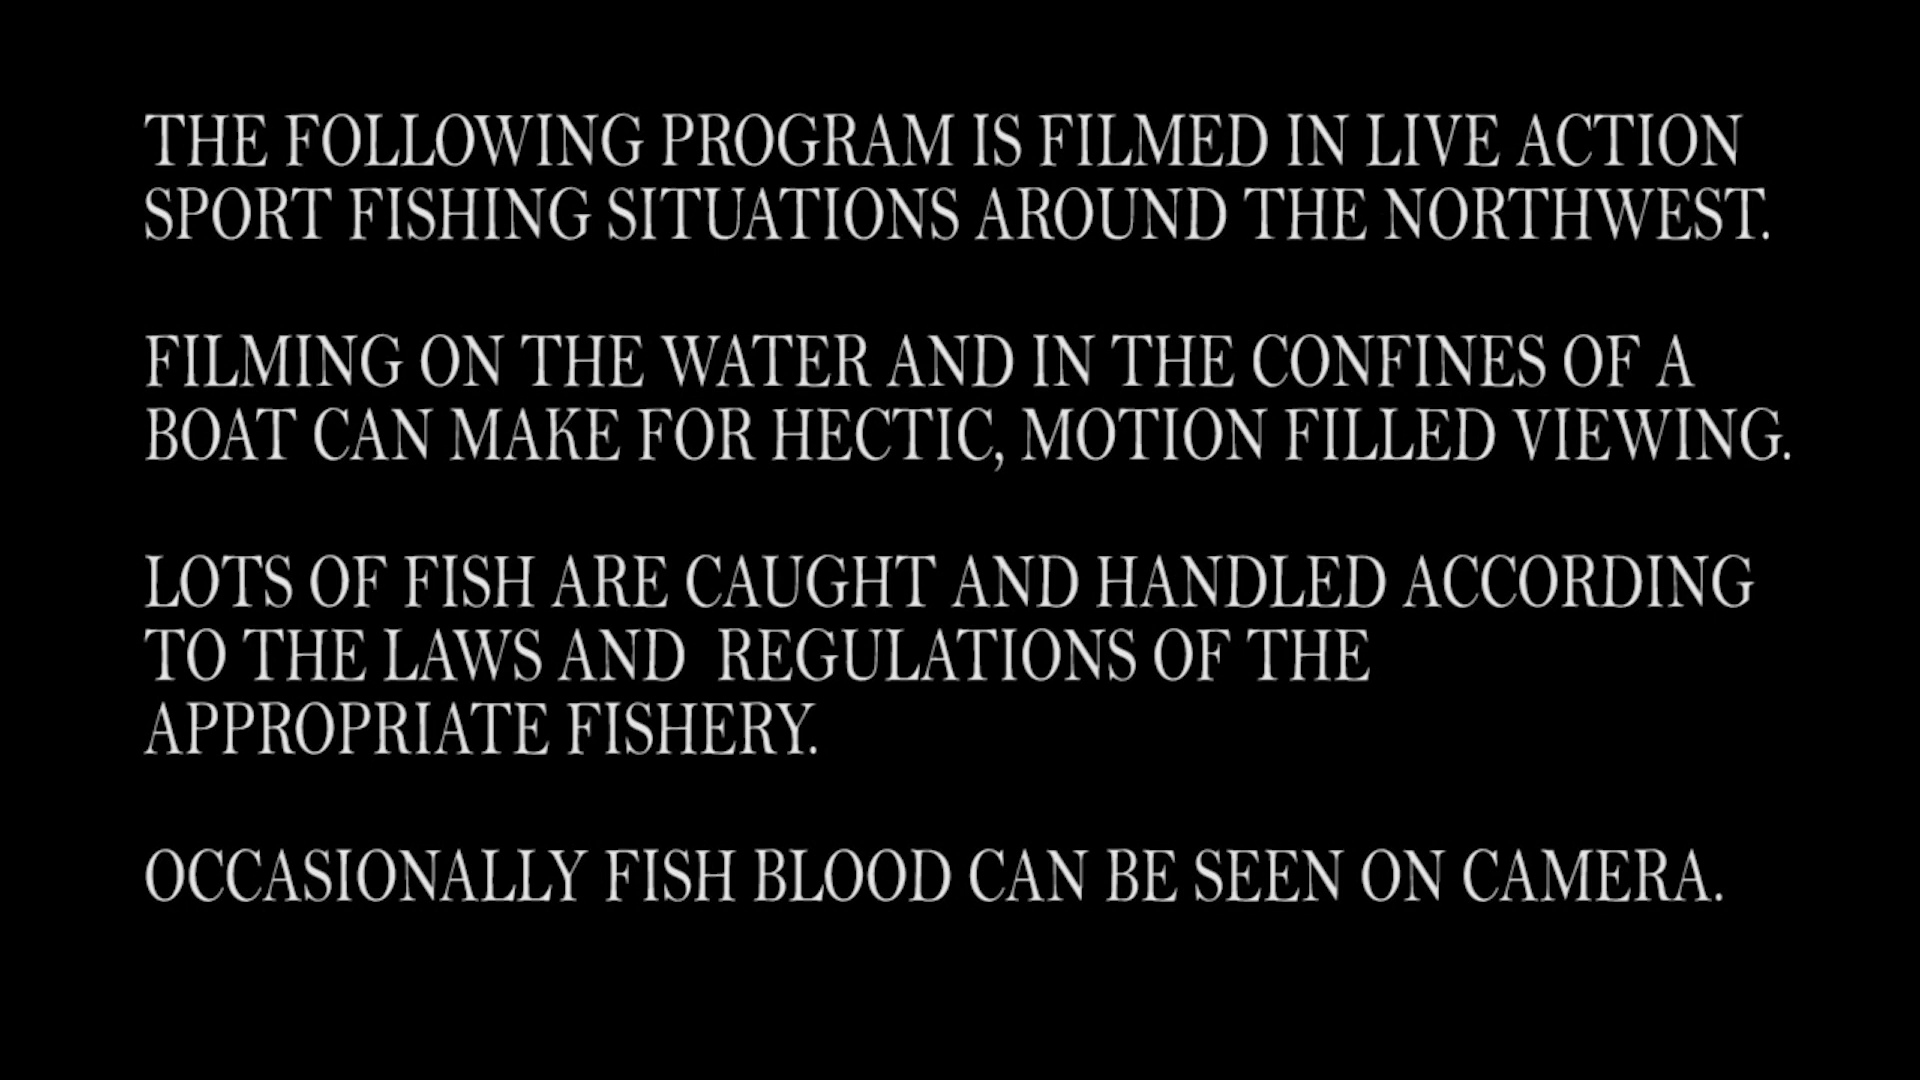 THE FOLLOWING PROGRAM IS FILMED IN LIVE ACTION
SPORT FISHING SITUATIONS AROUND THE NORTHWEST.
FILMING ON THE WATER AND IN THE CONFINES OF A
BOAT CAN MAKE FOR HECTIC, MOTION FILLED VIEWING.
LOTS OF FISH ARE CAUGHT AND HANDLED ACCORDING
TO THE LAWS AND  REGULATIONS OF THE
APPROPRIATE FISHERY.
OCCASIONALLY FISH BLOOD CAN BE SEEN ON CAMERA.